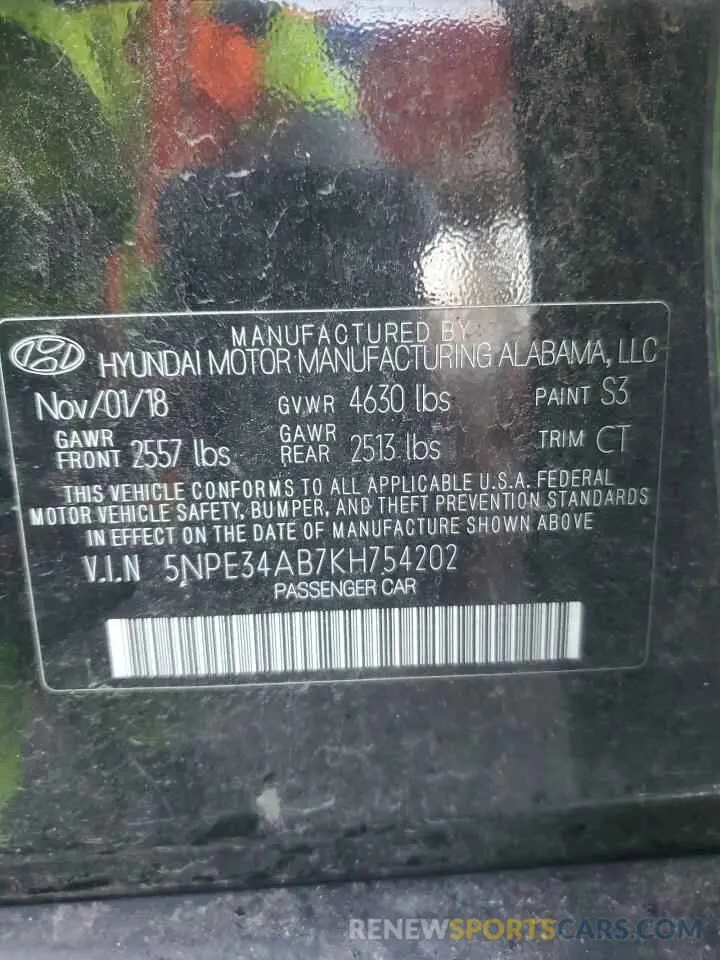 MANUFACTURED BY
HYUNDAI MOTOR MANUFACTURING ALABAMA, LLC
Nov/01/18 GVWR 4630 lbs PAINT S3
GAWR FRONT 2557 lbs GAWR REAR 2513 lbs TRIM CT
THIS VEHICLE CONFORMS TO ALL APPLICABLE U.S.A. FEDERAL
MOTOR VEHICLE SAFETY, BUMPER, AND THEFT PREVENTION STANDARDS
IN EFFECT ON THE DATE OF MANUFACTURE SHOWN ABOVE
V.I.N 5NPE34AB7KH754202
PASSENGER CAR
RENEWSPORTSCARS.COM